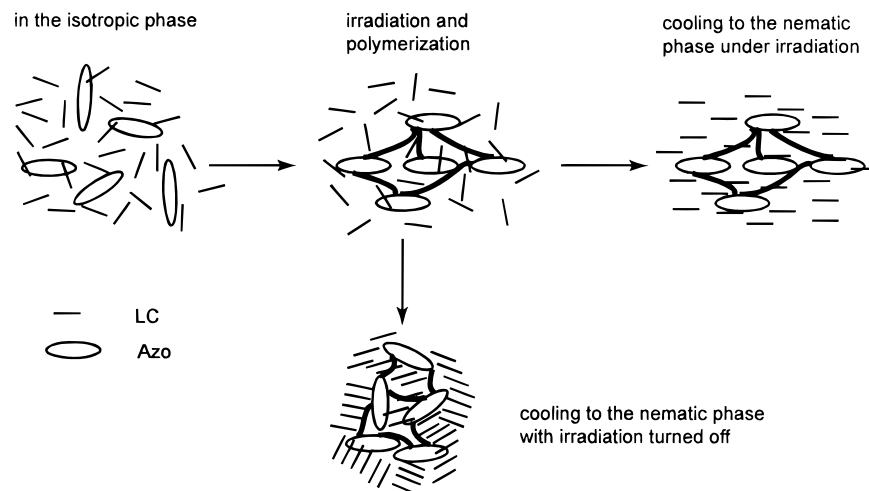 in the isotropic phase
irradiation and
polymerization
cooling to the nematic
phase under irradiation
LC
Azo
cooling to the nematic phase
with irradiation turned off